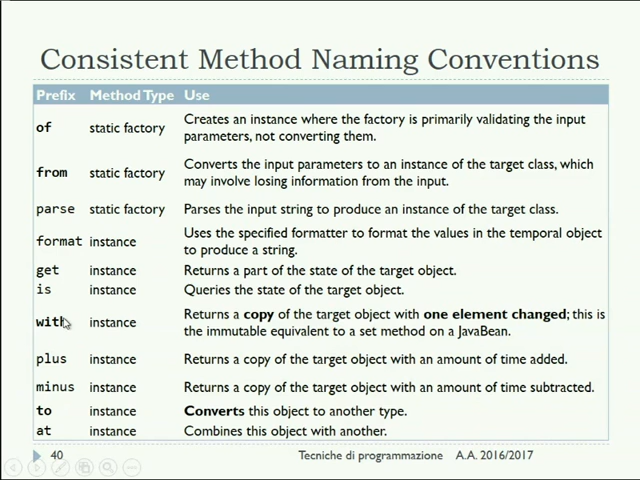 Consistent Method Naming Conventions
Prefix Method Type Use
of static factory Creates an instance where the factory is primarily validating the input
parameters, not converting them.
from static factory Converts the input parameters to an instance of the target class, which
may involve losing information from the input.
parse static factory Parses the input string to produce an instance of the target class.
format instance Uses the specified formatter to format the values in the temporal object
to produce a string.
get instance Returns a part of the state of the target object.
is instance Queries the state of the target object.
with instance Returns a copy of the target object with one element changed; this is
the immutable equivalent to a set method on a JavaBean.
plus instance Returns a copy of the target object with an amount of time added.
minus instance Returns a copy of the target object with an amount of time subtracted.
to instance Converts this object to another type.
at instance Combines this object with another.
40 Tecniche di programmazione A.A. 2016/2017